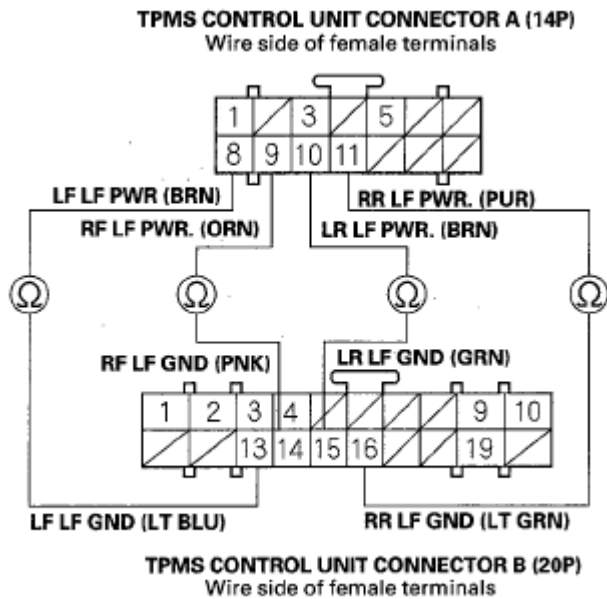 TPMS CONTROL UNIT CONNECTOR A (14P)
Wire side of female terminals
1 3 5
8 9 10 11
LF LF PWR (BRN)
RR LF PWR. (PUR)
RF LF PWR. (ORN)
LR LF PWR. (BRN)
Ω Ω Ω Ω
RF LF GND (PNK)
LR LF GND (GRN)
1 2 3 4 9 10
13 14 15 16 19
LF LF GND (LT BLU)
RR LF GND (LT GRN)
TPMS CONTROL UNIT CONNECTOR B (20P)
Wire side of female terminals